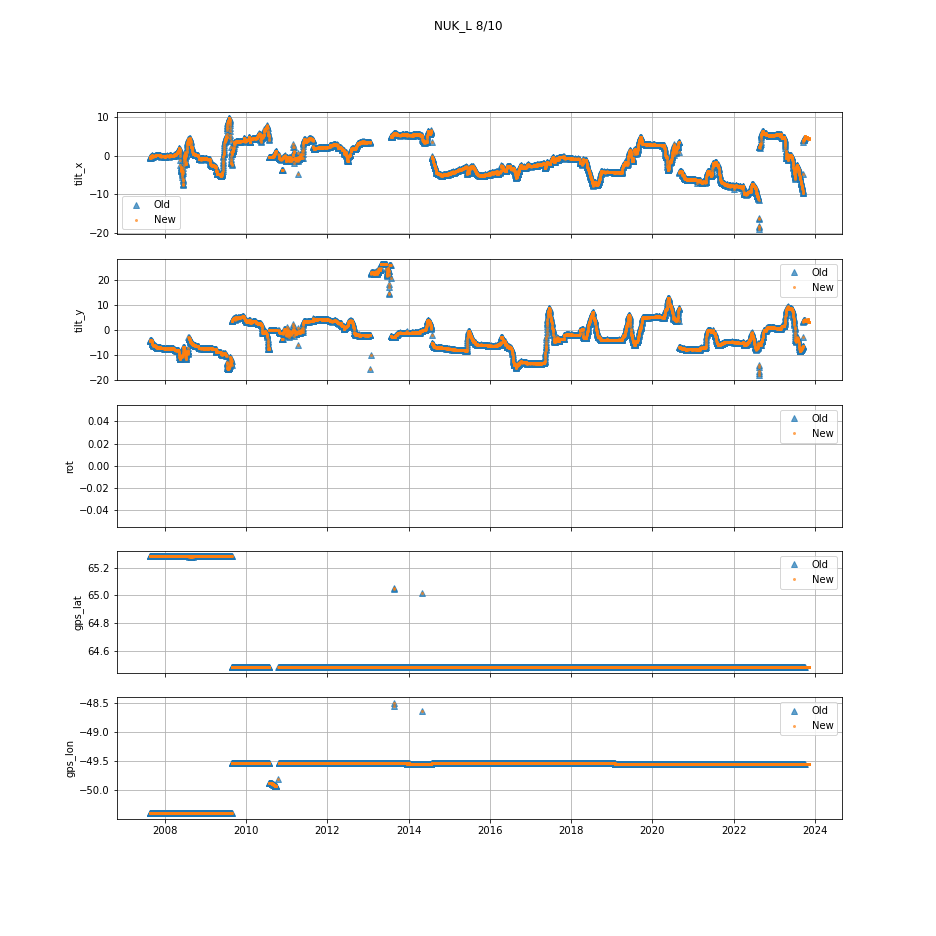 NUK_L 8/10
tilt_x
10
0
−10
−20
Old
New
tilt_y
20
10
0
−10
−20
Old
New
rot
0.04
0.02
0.00
−0.02
−0.04
Old
New
gps_lat
65.2
65.0
64.8
64.6
Old
New
gps_lon
−48.5
−49.0
−49.5
−50.0
Old
New
2008 2010 2012 2014 2016 2018 2020 2022 2024